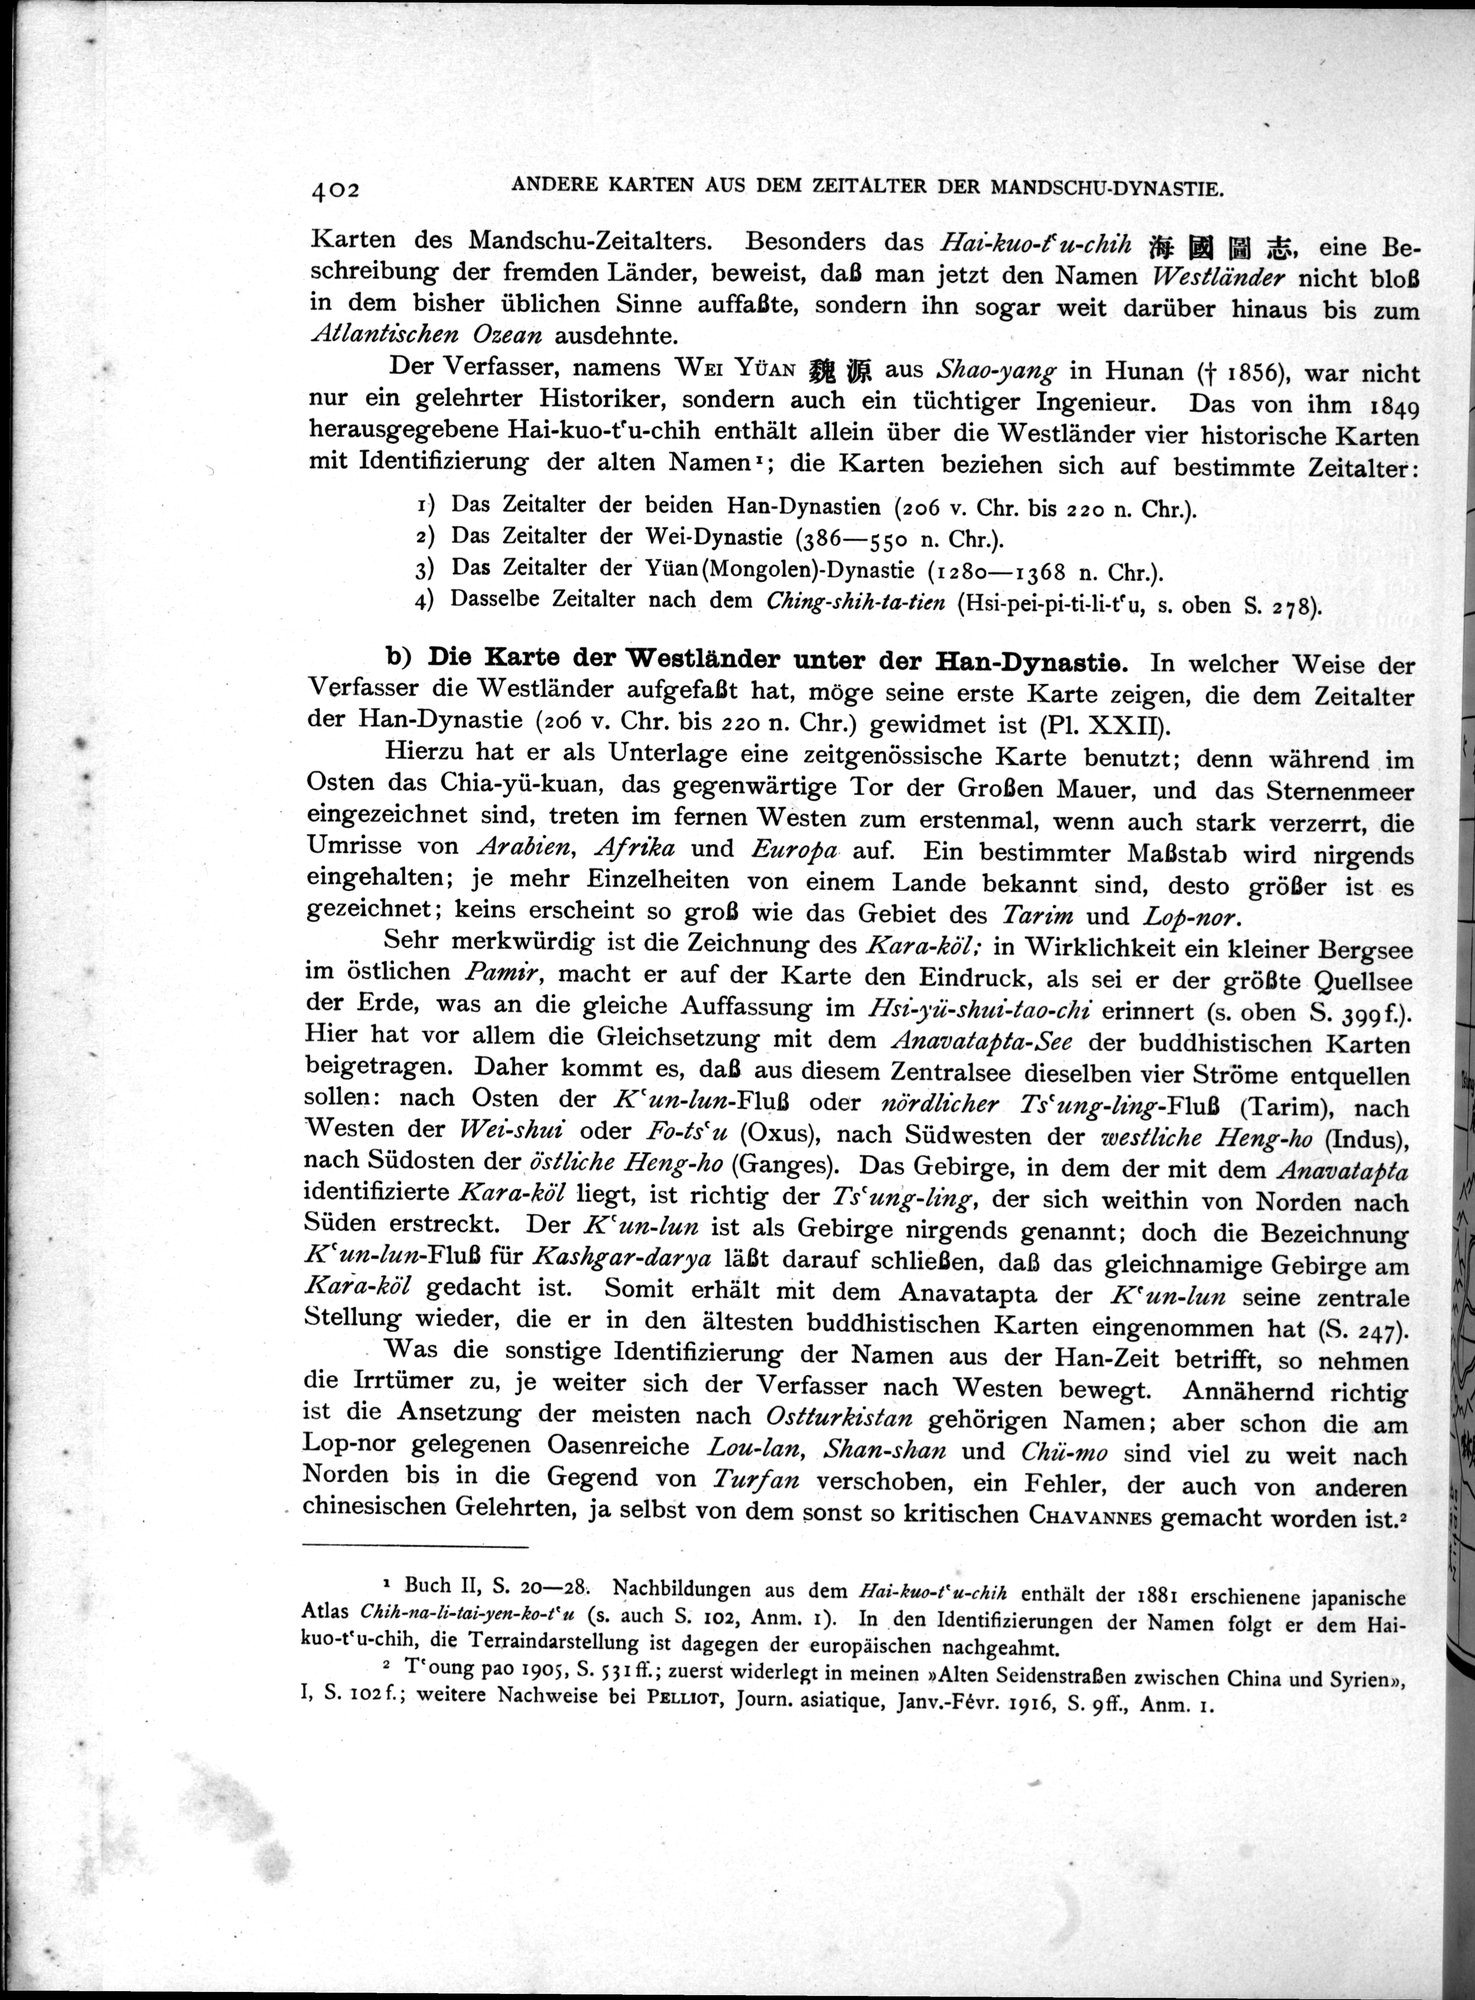 402 ANDERE KARTEN AUS DEM ZEITALTER DER MANDSCHU-DYNASTIE.
Karten des Mandschu-Zeitalters. Besonders das Hai-kuo-tʿu-chih 海國圖志, eine Be-
schreibung der fremden Länder, beweist, daß man jetzt den Namen Westländer nicht bloß
in dem bisher üblichen Sinne auffaßte, sondern ihn sogar weit darüber hinaus bis zum
Atlantischen Ozean ausdehnte.
Der Verfasser, namens WEI YÜAN 魏源 aus Shao-yang in Hunan († 1856), war nicht
nur ein gelehrter Historiker, sondern auch ein tüchtiger Ingenieur. Das von ihm 1849
herausgegebene Hai-kuo-tʿu-chih enthält allein über die Westländer vier historische Karten
mit Identifizierung der alten Namen¹; die Karten beziehen sich auf bestimmte Zeitalter:
1) Das Zeitalter der beiden Han-Dynastien (206 v. Chr. bis 220 n. Chr.).
2) Das Zeitalter der Wei-Dynastie (386—550 n. Chr.).
3) Das Zeitalter der Yüan(Mongolen)-Dynastie (1280—1368 n. Chr.).
4) Dasselbe Zeitalter nach dem Ching-shih-ta-tien (Hsi-pei-pi-ti-li-tʿu, s. oben S. 278).
b) Die Karte der Westländer unter der Han-Dynastie. In welcher Weise der
Verfasser die Westländer aufgefaßt hat, möge seine erste Karte zeigen, die dem Zeitalter
der Han-Dynastie (206 v. Chr. bis 220 n. Chr.) gewidmet ist (Pl. XXII).
Hierzu hat er als Unterlage eine zeitgenössische Karte benutzt; denn während im
Osten das Chia-yü-kuan, das gegenwärtige Tor der Großen Mauer, und das Sternenmeer
eingezeichnet sind, treten im fernen Westen zum erstenmal, wenn auch stark verzerrt, die
Umrisse von Arabien, Afrika und Europa auf. Ein bestimmter Maßstab wird nirgends
eingehalten; je mehr Einzelheiten von einem Lande bekannt sind, desto größer ist es
gezeichnet; keins erscheint so groß wie das Gebiet des Tarim und Lop-nor.
Sehr merkwürdig ist die Zeichnung des Kara-köl; in Wirklichkeit ein kleiner Bergsee
im östlichen Pamir, macht er auf der Karte den Eindruck, als sei er der größte Quellsee
der Erde, was an die gleiche Auffassung im Hsi-yü-shui-tao-chi erinnert (s. oben S. 399f.).
Hier hat vor allem die Gleichsetzung mit dem Anavatapta-See der buddhistischen Karten
beigetragen. Daher kommt es, daß aus diesem Zentralsee dieselben vier Ströme entquellen
sollen: nach Osten der Kʿun-lun-Fluß oder nördlicher Tsʿung-ling-Fluß (Tarim), nach
Westen der Wei-shui oder Fo-tsʿu (Oxus), nach Südwesten der westliche Heng-ho (Indus),
nach Südosten der östliche Heng-ho (Ganges). Das Gebirge, in dem der mit dem Anavatapta
identifizierte Kara-köl liegt, ist richtig der Tsʿung-ling, der sich weithin von Norden nach
Süden erstreckt. Der Kʿun-lun ist als Gebirge nirgends genannt; doch die Bezeichnung
Kʿun-lun-Fluß für Kashgar-darya läßt darauf schließen, daß das gleichnamige Gebirge am
Kara-köl gedacht ist. Somit erhält mit dem Anavatapta der Kʿun-lun seine zentrale
Stellung wieder, die er in den ältesten buddhistischen Karten eingenommen hat (S. 247).
Was die sonstige Identifizierung der Namen aus der Han-Zeit betrifft, so nehmen
die Irrtümer zu, je weiter sich der Verfasser nach Westen bewegt. Annähernd richtig
ist die Ansetzung der meisten nach Ostturkistan gehörigen Namen; aber schon die am
Lop-nor gelegenen Oasenreiche Lou-lan, Shan-shan und Chü-mo sind viel zu weit nach
Norden bis in die Gegend von Turfan verschoben, ein Fehler, der auch von anderen
chinesischen Gelehrten, ja selbst von dem sonst so kritischen CHAVANNES gemacht worden ist.²
¹ Buch II, S. 20—28. Nachbildungen aus dem Hai-kuo-tʿu-chih enthält der 1881 erschienene japanische
Atlas Chih-na-li-tai-yen-ko-tʿu (s. auch S. 102, Anm. 1). In den Identifizierungen der Namen folgt er dem Hai-
kuo-tʿu-chih, die Terraindarstellung ist dagegen der europäischen nachgeahmt.
² Tʿoung pao 1905, S. 531ff.; zuerst widerlegt in meinen »Alten Seidenstraßen zwischen China und Syrien»,
I, S. 102f.; weitere Nachweise bei PELLIOT, Journ. asiatique, Janv.-Févr. 1916, S. 9ff., Anm. 1.